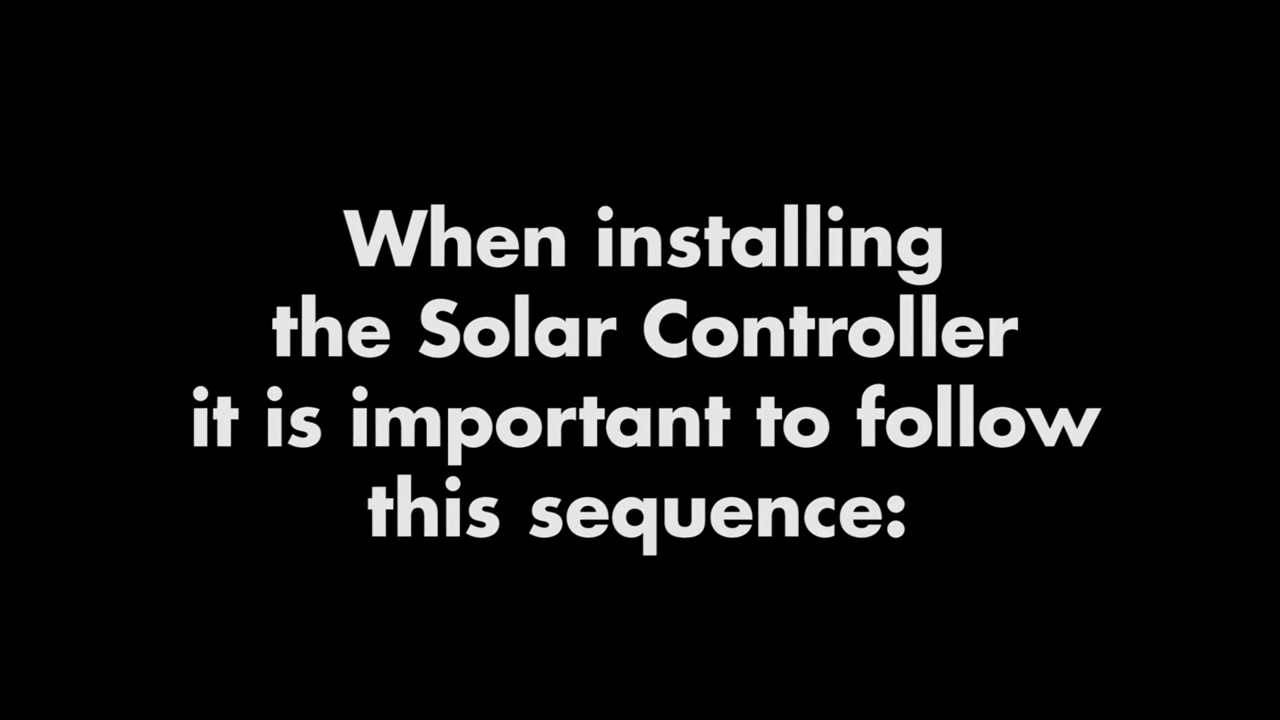 When installing
the Solar Controller
it is important to follow
this sequence: